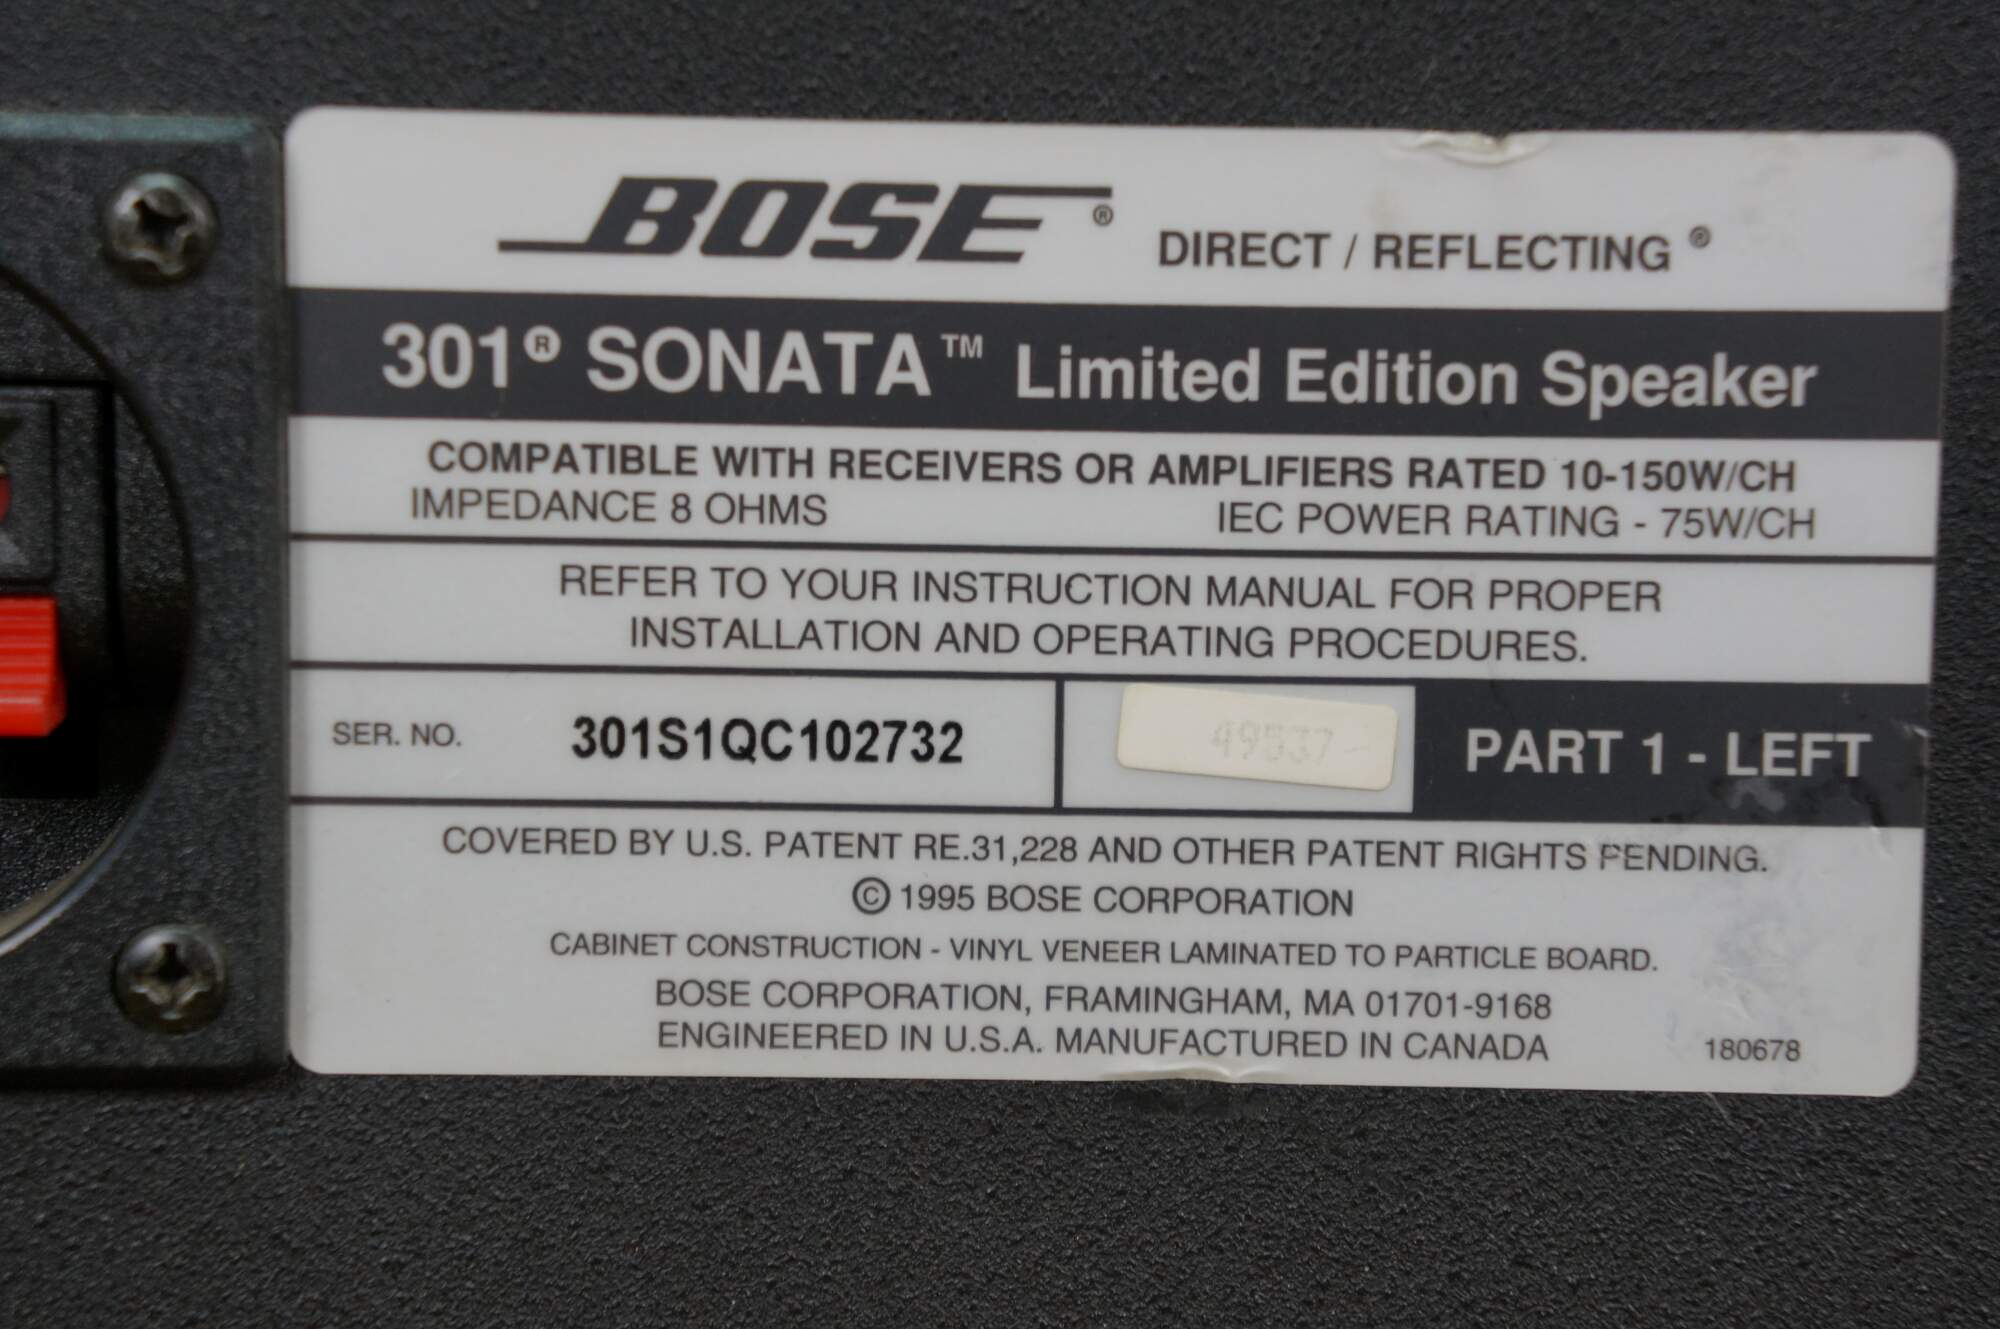 BOSE® DIRECT / REFLECTING®
301® SONATA™ Limited Edition Speaker
COMPATIBLE WITH RECEIVERS OR AMPLIFIERS RATED 10-150W/CH
IMPEDANCE 8 OHMS IEC POWER RATING - 75W/CH
REFER TO YOUR INSTRUCTION MANUAL FOR PROPER
INSTALLATION AND OPERATING PROCEDURES.
SER. NO. 301S1QC102732 49537- PART 1 - LEFT
COVERED BY U.S. PATENT RE.31,228 AND OTHER PATENT RIGHTS PENDING.
© 1995 BOSE CORPORATION
CABINET CONSTRUCTION - VINYL VENEER LAMINATED TO PARTICLE BOARD.
BOSE CORPORATION, FRAMINGHAM, MA 01701-9168
ENGINEERED IN U.S.A. MANUFACTURED IN CANADA 180678